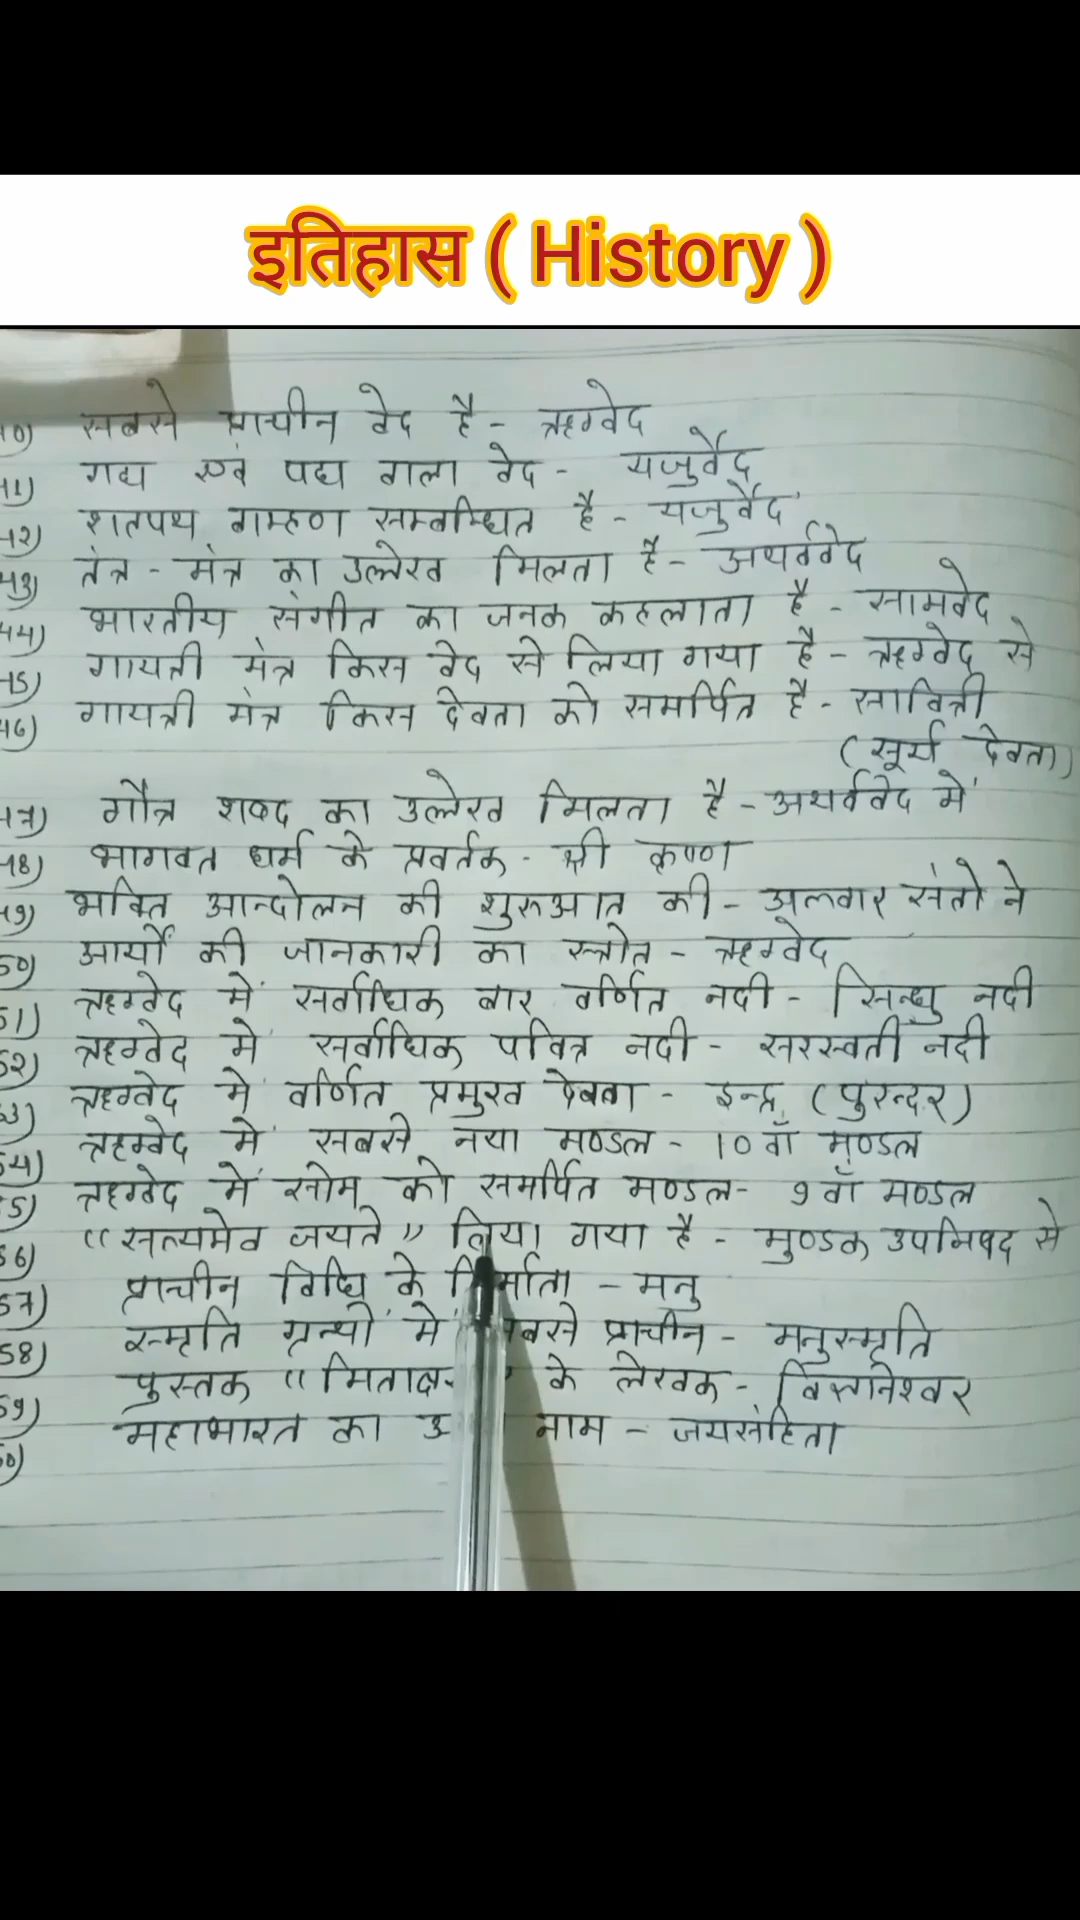 इतिहास ( History )
40) सबसे प्राचीन वेद है - ऋग्वेद
41) गद्य एवं पद्य वाला वेद - यजुर्वेद
42) शतपथ ब्राम्हण सम्बन्धित है - यजुर्वेद
43) तंत्र - मंत्र का उल्लेख मिलता है - अथर्ववेद
44) भारतीय संगीत का जनक कहलाता है - सामवेद
45) गायत्री मंत्र किस वेद से लिया गया है - ऋग्वेद से
46) गायत्री मंत्र किस देवता को समर्पित है - सावित्री
(सूर्य देवता)
47) गौत्र शब्द का उल्लेख मिलता है - अथर्ववेद में
48) भागवत धर्म के प्रवर्तक - श्री कृष्ण
49) भक्ति आन्दोलन की शुरुआत की - अलवार संतो ने
50) आर्यों की जानकारी का स्त्रोत - ऋग्वेद
51) ऋग्वेद में सर्वाधिक बार वर्णित नदी - सिन्धु नदी
52) ऋग्वेद में सर्वाधिक पवित्र नदी - सरस्वती नदी
53) ऋग्वेद में वर्णित प्रमुख देवता - इन्द्र (पुरन्दर)
54) ऋग्वेद में सबसे नया मण्डल - 10वाँ मण्डल
55) ऋग्वेद में सोम को समर्पित मण्डल - 9वाँ मण्डल
56) "सत्यमेव जयते" लिया गया है - मुण्डक उपनिषद से
57) प्राचीन विधि के निर्माता - मनु
58) स्मृति ग्रन्थों में सबसे प्राचीन - मनुस्मृति
59) पुस्तक "मिताक्ष " के लेखक - विज्ञानेश्वर
60) महाभारत का नाम - जयसंहिता